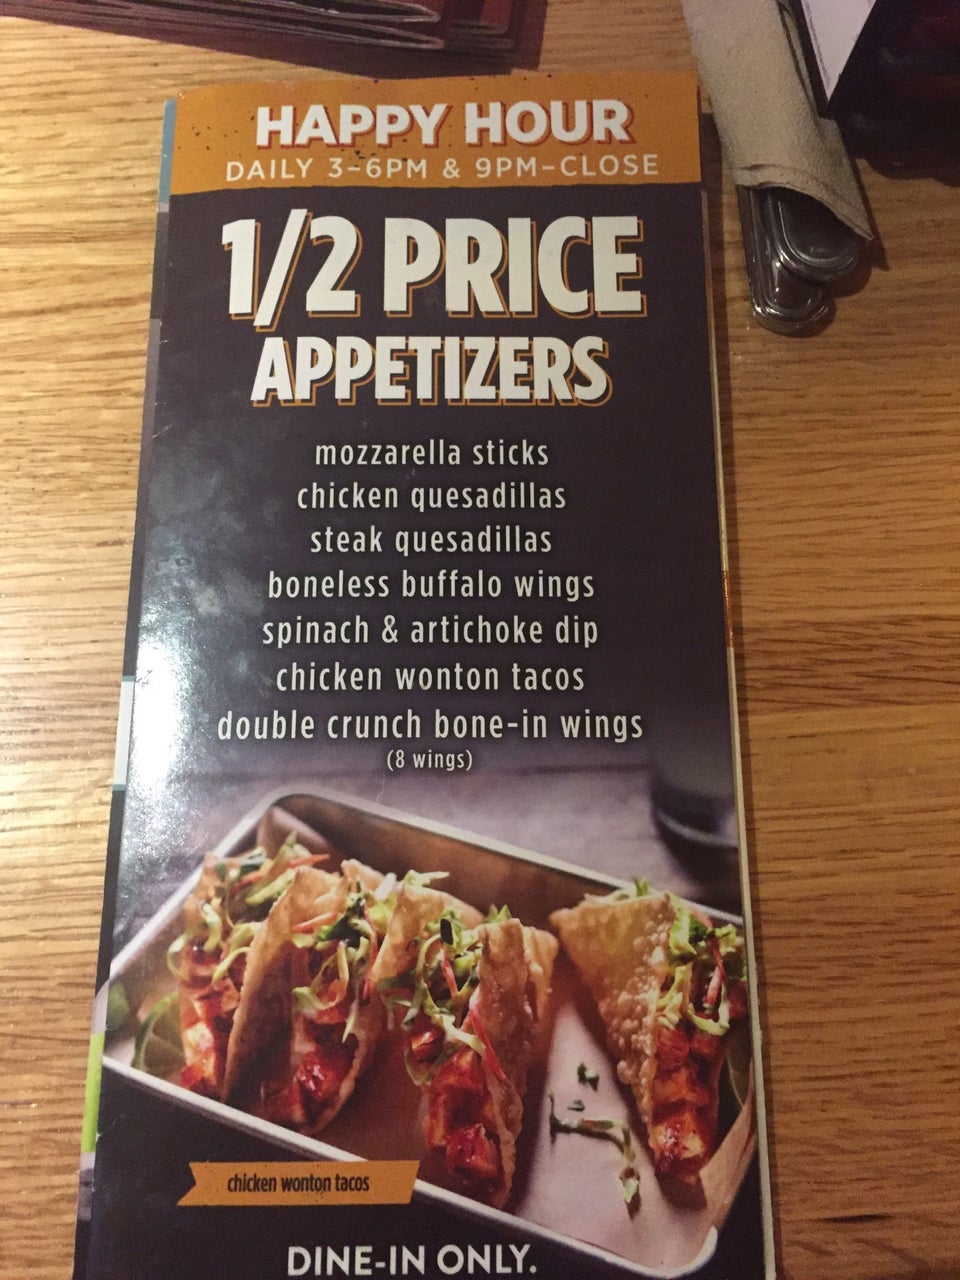 HAPPY HOUR
DAILY 3-6PM & 9PM-CLOSE
1/2 PRICE
APPETIZERS
mozzarella sticks
chicken quesadillas
steak quesadillas
boneless buffalo wings
spinach & artichoke dip
chicken wonton tacos
double crunch bone-in wings
(8 wings)
chicken wonton tacos
DINE-IN ONLY.